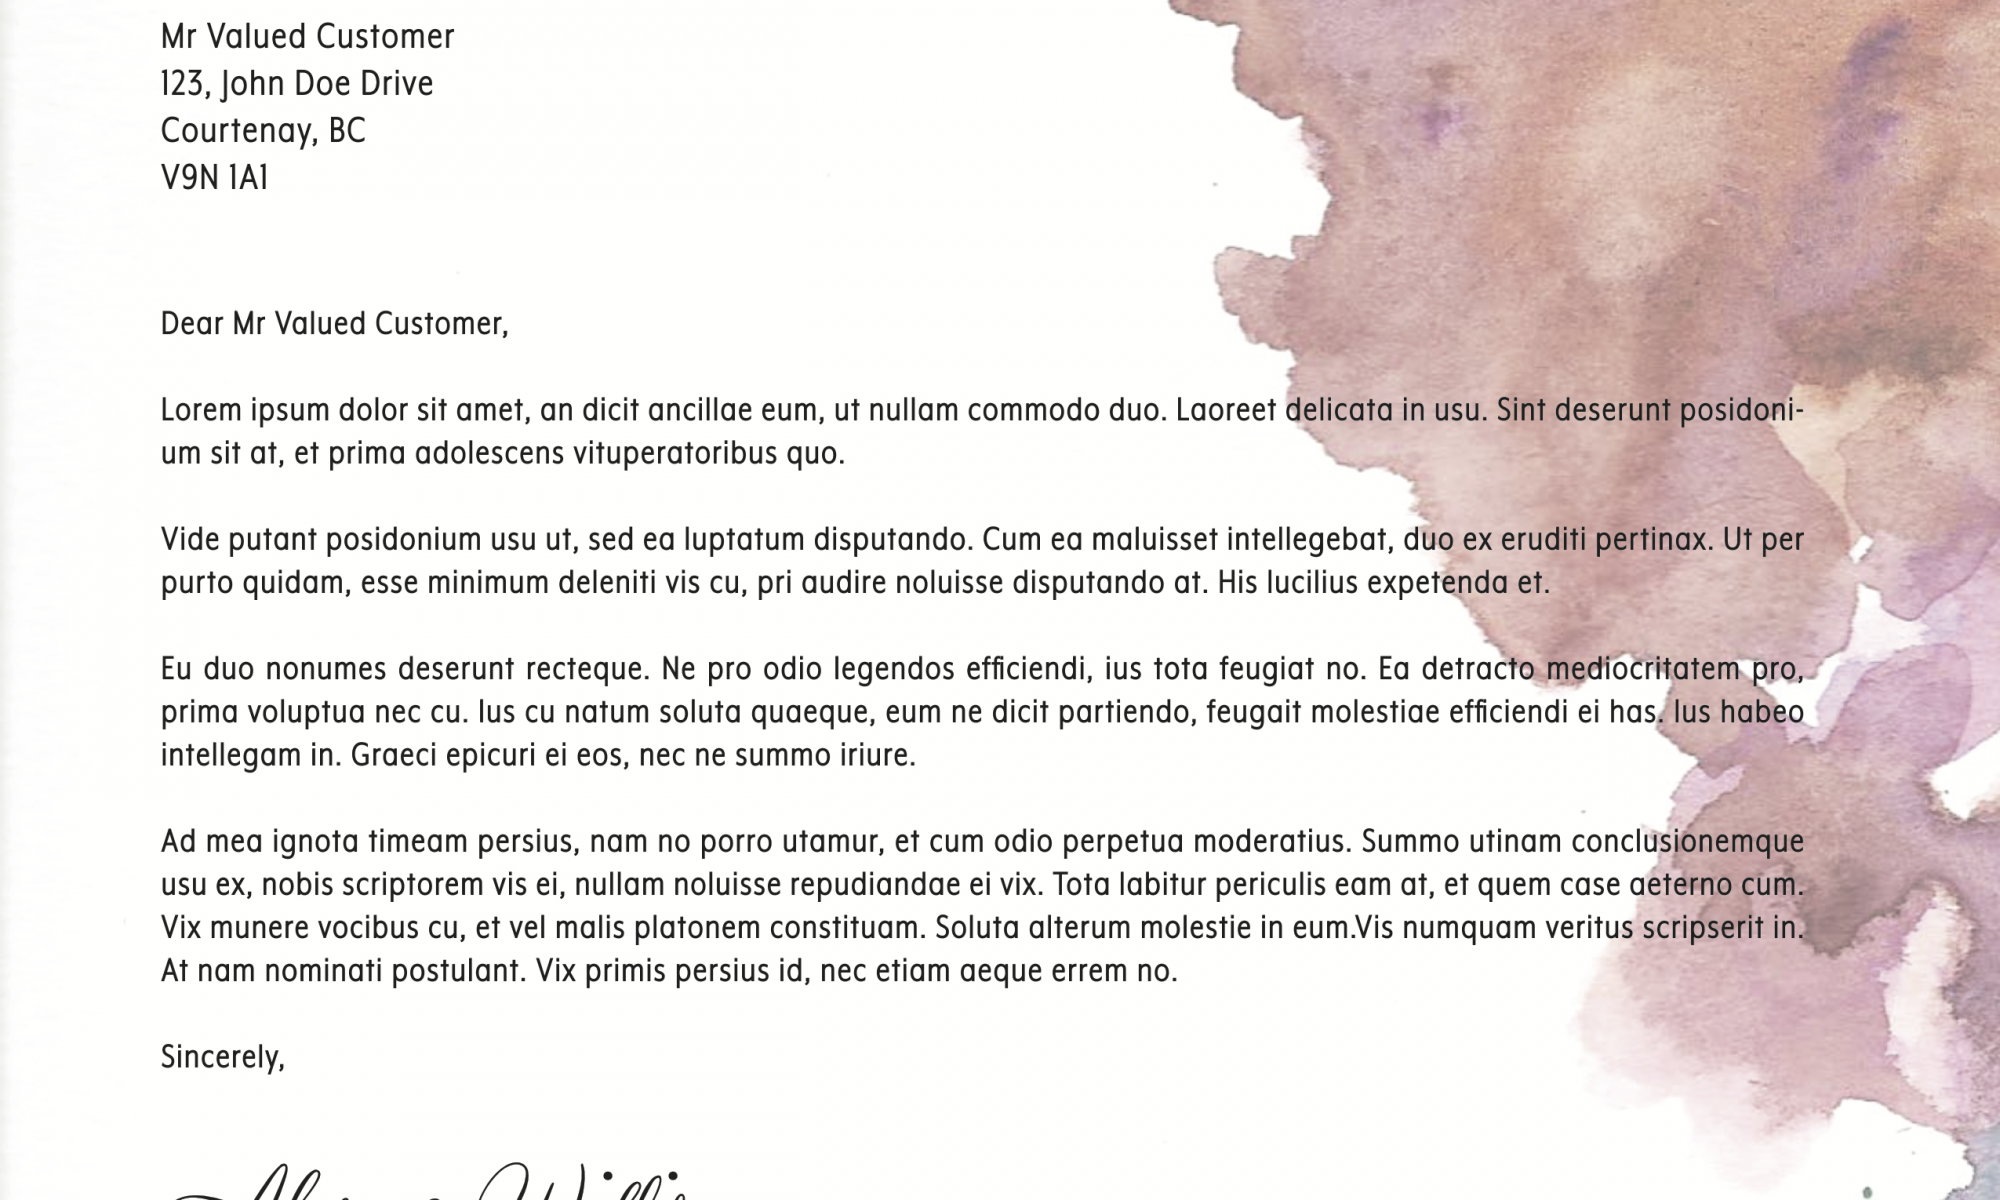 Mr Valued Customer
123, John Doe Drive
Courtenay, BC
V9N 1A1
Dear Mr Valued Customer,
Lorem ipsum dolor sit amet, an dicit ancillae eum, ut nullam commodo duo. Laoreet delicata in usu. Sint deserunt posidoni-
um sit at, et prima adolescens vituperatoribus quo.
Vide putant posidonium usu ut, sed ea luptatum disputando. Cum ea maluisset intellegebat, duo ex eruditi pertinax. Ut per
purto quidam, esse minimum deleniti vis cu, pri audire noluisse disputando at. His lucilius expetenda et.
Eu duo nonumes deserunt recteque. Ne pro odio legendos efficiendi, ius tota feugiat no. Ea detracto mediocritatem pro,
prima voluptua nec cu. Ius cu natum soluta quaeque, eum ne dicit partiendo, feugait molestiae efficiendi ei has. Ius habeo
intellegam in. Graeci epicuri ei eos, nec ne summo iriure.
Ad mea ignota timeam persius, nam no porro utamur, et cum odio perpetua moderatius. Summo utinam conclusionemque
usu ex, nobis scriptorem vis ei, nullam noluisse repudiandae ei vix. Tota labitur periculis eam at, et quem case aeterno cum.
Vix munere vocibus cu, et vel malis platonem constituam. Soluta alterum molestie in eum.Vis numquam veritus scripserit in.
At nam nominati postulant. Vix primis persius id, nec etiam aeque errem no.
Sincerely,